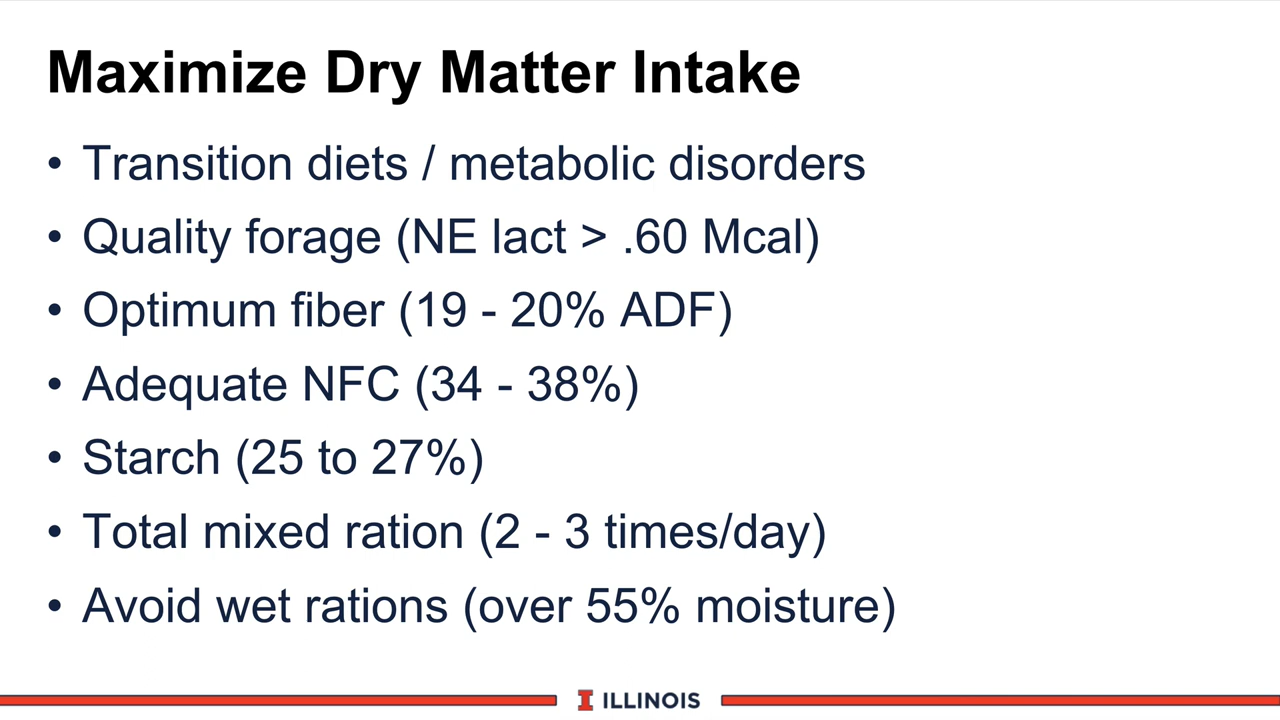 Maximize Dry Matter Intake
• Transition diets / metabolic disorders
• Quality forage (NE lact > .60 Mcal)
• Optimum fiber (19 - 20% ADF)
• Adequate NFC (34 - 38%)
• Starch (25 to 27%)
• Total mixed ration (2 - 3 times/day)
• Avoid wet rations (over 55% moisture)
I ILLINOIS